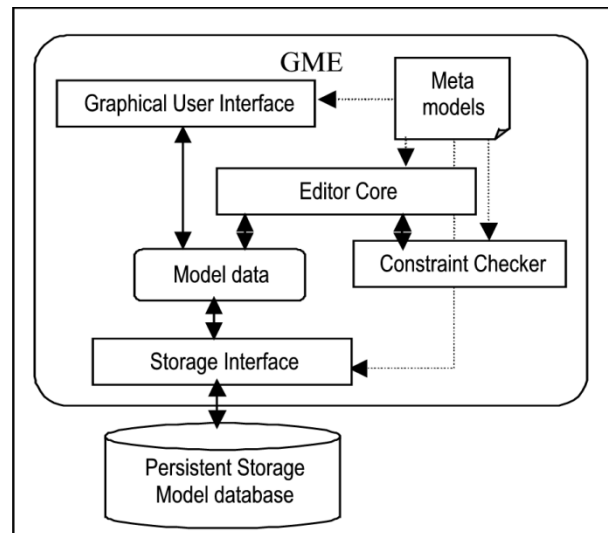 GME
Meta
models
Graphical User Interface
Editor Core
Constraint Checker
Model data
Storage Interface
Persistent Storage
Model database